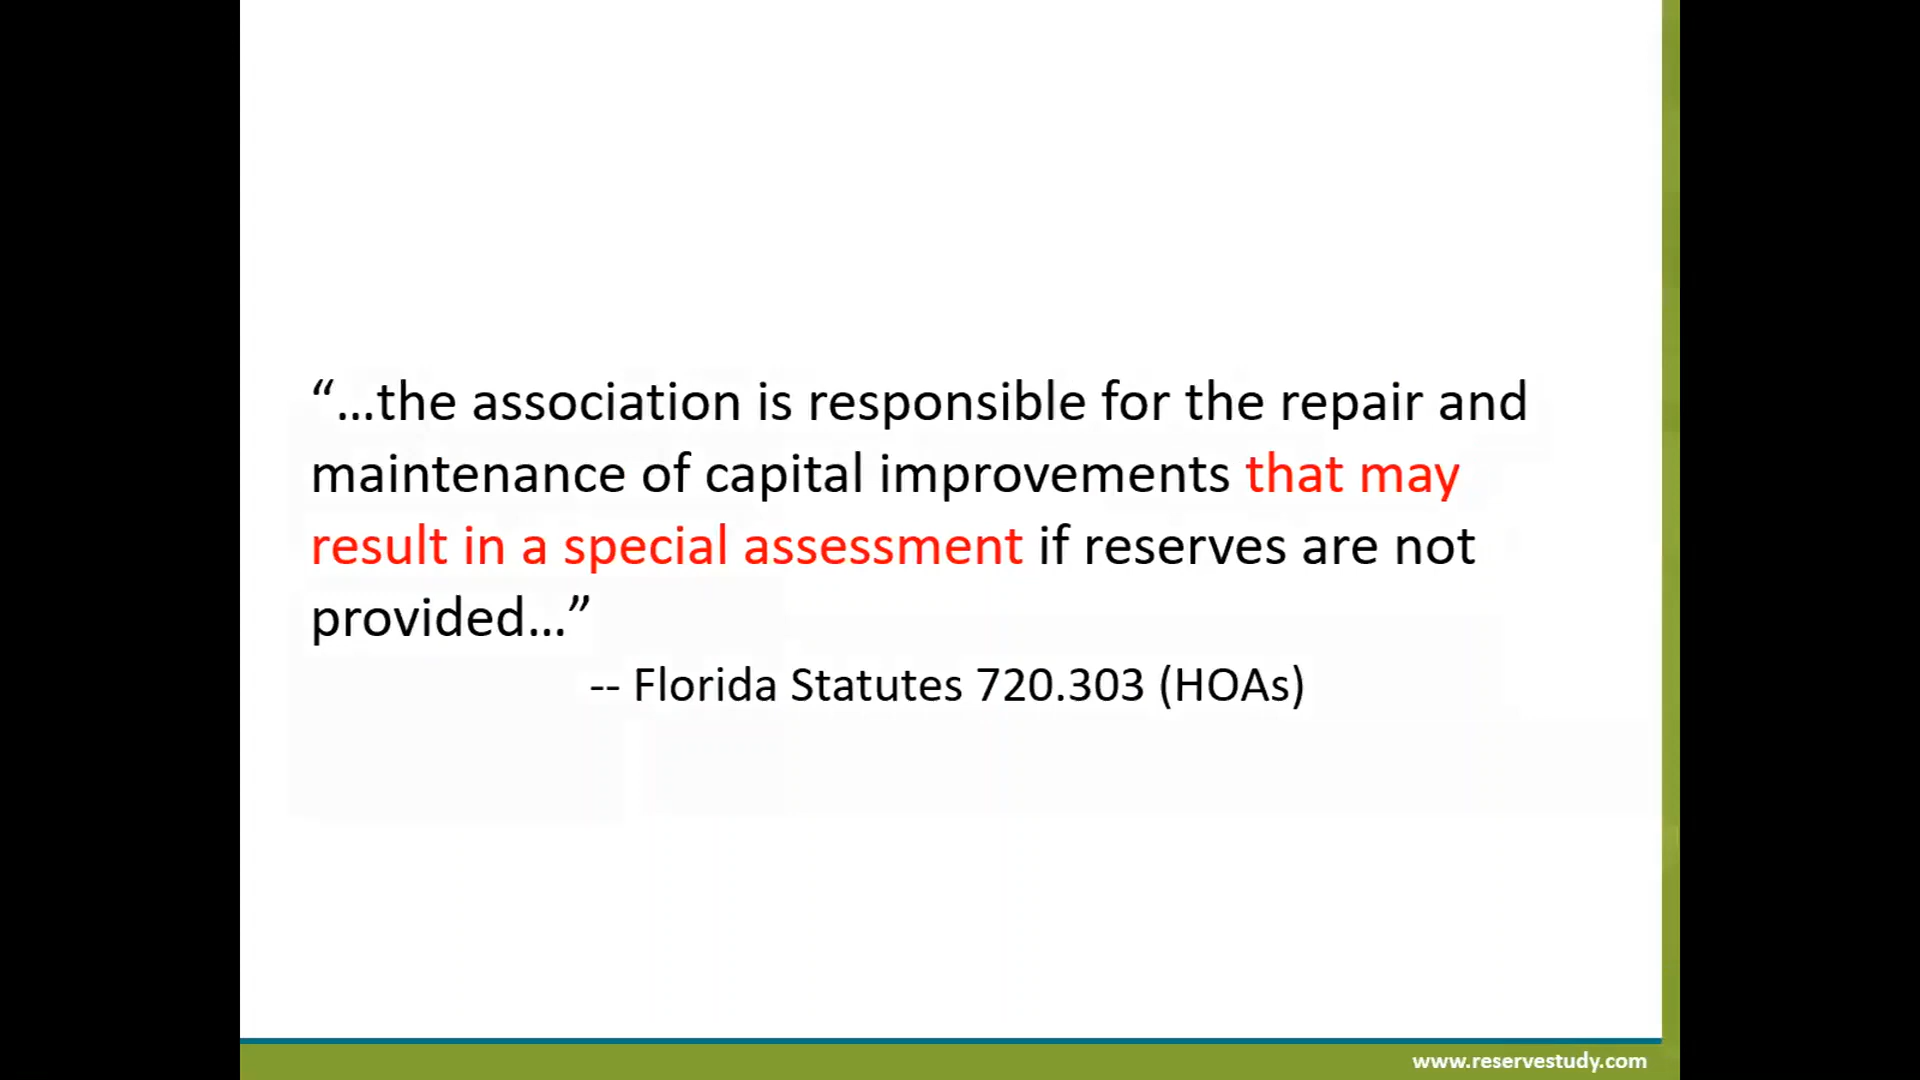 “…the association is responsible for the repair and
maintenance of capital improvements that may
result in a special assessment if reserves are not
provided…”
-- Florida Statutes 720.303 (HOAs)
www.reservestudy.com